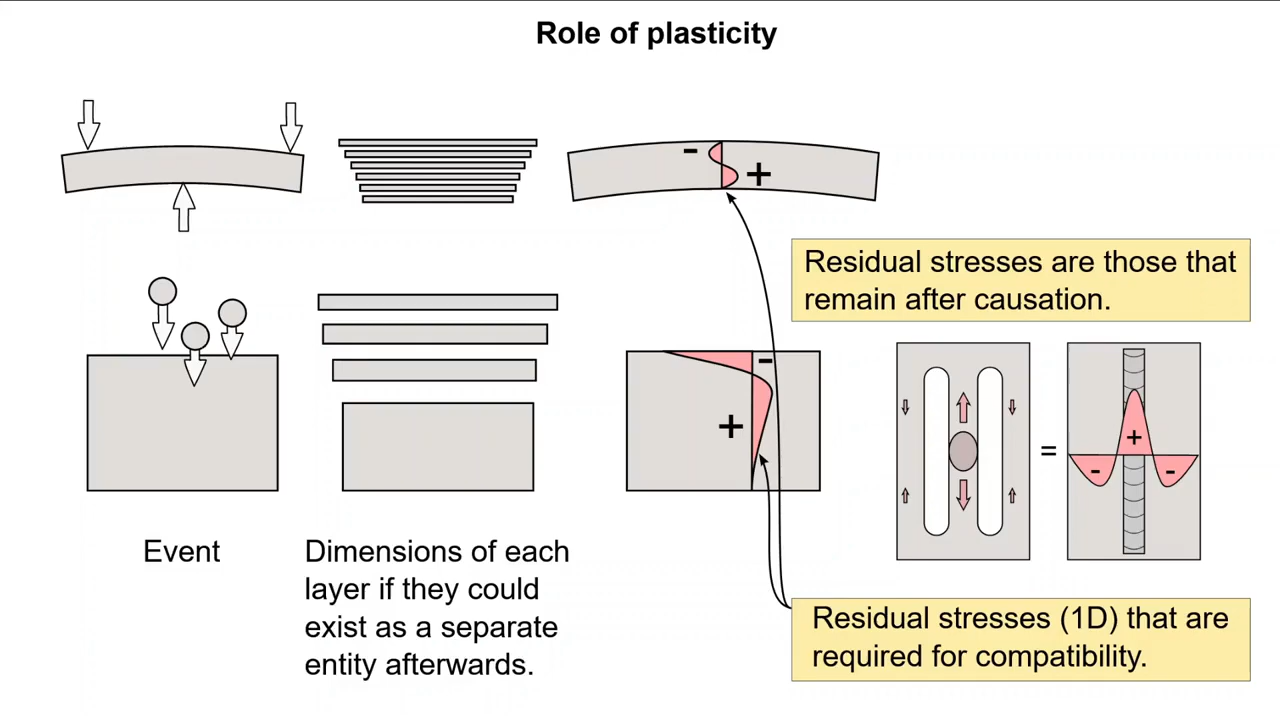 Role of plasticity
-
+
Residual stresses are those that
remain after causation.
-
+
=
+
-
-
Event
Dimensions of each
layer if they could
exist as a separate
entity afterwards.
Residual stresses (1D) that are
required for compatibility.